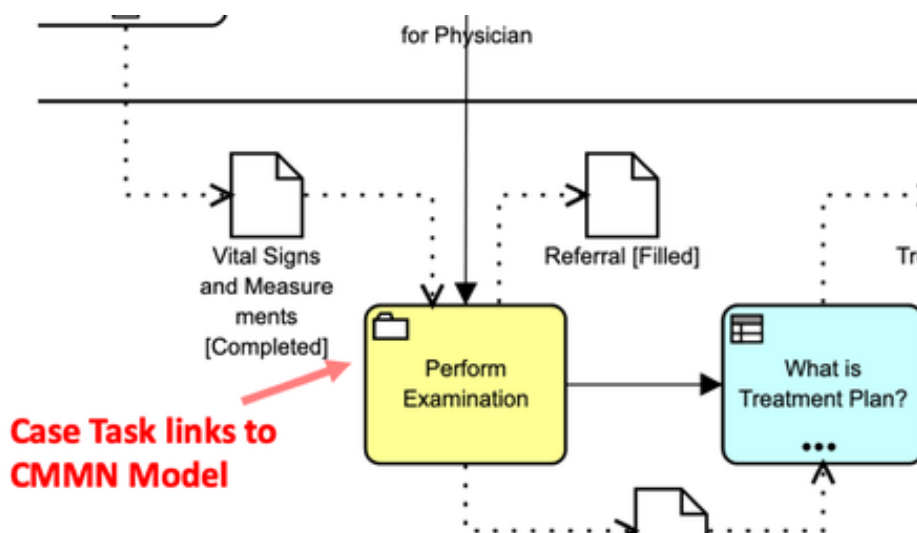 for Physician
Vital Signs
and Measure
ments
[Completed]
Referral [Filled]
Tre
Perform
Examination
What is
Treatment Plan?
Case Task links to
CMMN Model